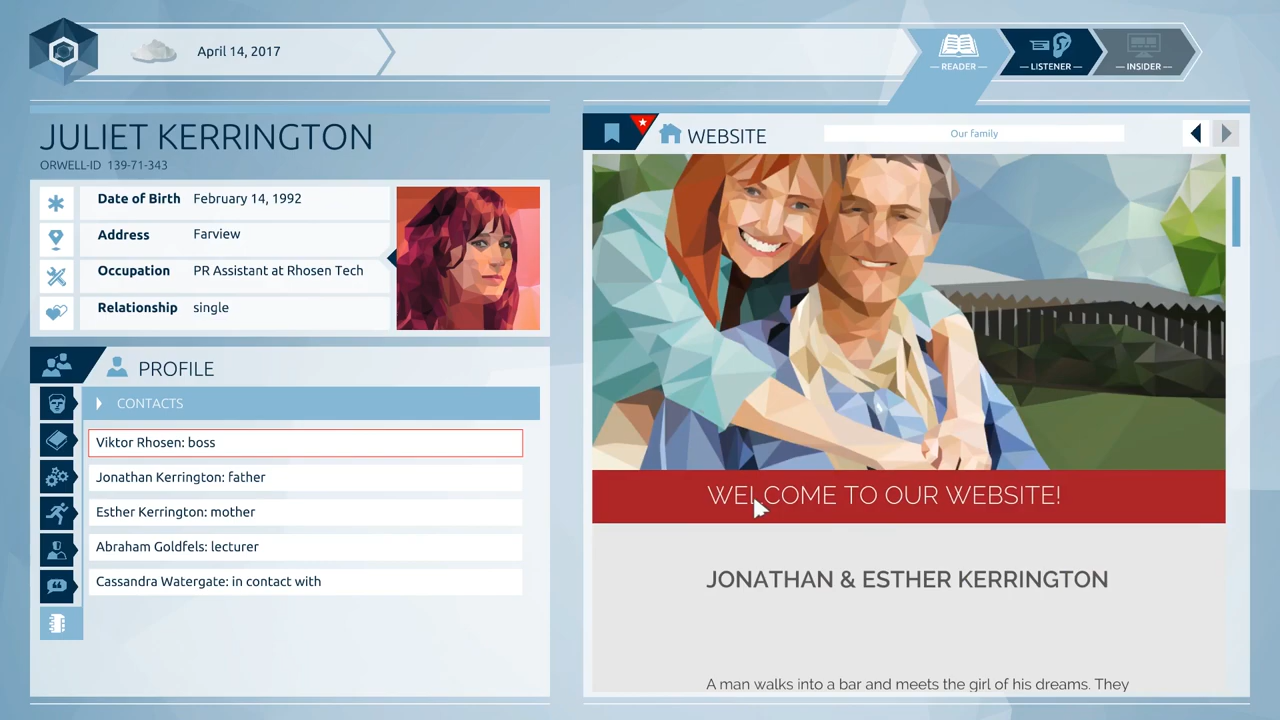 April 14, 2017
— READER —
— LISTENER —
— INSIDER —
JULIET KERRINGTON
ORWELL-ID 139-71-343
Date of Birth February 14, 1992
Address Farview
Occupation PR Assistant at Rhosen Tech
Relationship single
PROFILE
CONTACTS
Viktor Rhosen: boss
Jonathan Kerrington: father
Esther Kerrington: mother
Abraham Goldfels: lecturer
Cassandra Watergate: in contact with
WEBSITE
Our family
WELCOME TO OUR WEBSITE!
JONATHAN & ESTHER KERRINGTON
A man walks into a bar and meets the girl of his dreams. They